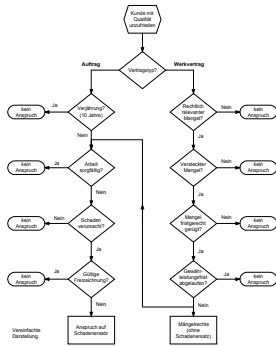 Kunde mit
Qualität
unzufrieden
Auftrag
Werkvertrag
Vertragstyp?
kein
Anspruch
Ja
Verjährung?
(10 Jahre)
Nein
Rechtlich
relevanter
Mangel?
Nein
kein
Anspruch
Ja
kein
Anspruch
Ja
Arbeit
sorgfältig?
Nein
Versteckter
Mangel?
Nein
kein
Anspruch
Ja
kein
Anspruch
Nein
Schaden
verursacht?
Ja
Mangel
fristgerecht
gerügt?
Nein
kein
Anspruch
Ja
kein
Anspruch
Ja
Gültige
Freizeichnung?
Nein
Gewähr-
leistungsfrist
abgelaufen?
Ja
kein
Anspruch
Nein
Vereinfachte
Darstellung.
Anspruch auf
Schadenersatz
Mängelrechte
(ohne
Schadenersatz)